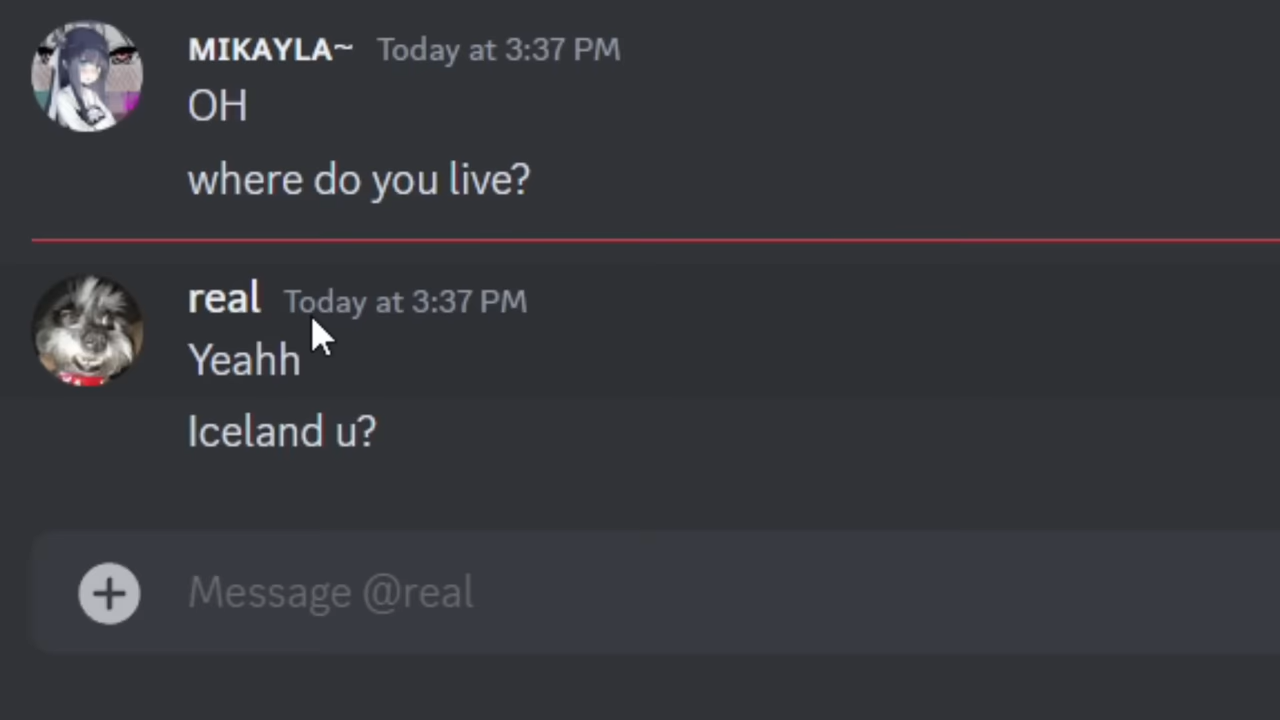 MIKAYLA~ Today at 3:37 PM
OH
where do you live?
real Today at 3:37 PM
Yeahh
Iceland u?
Message @real